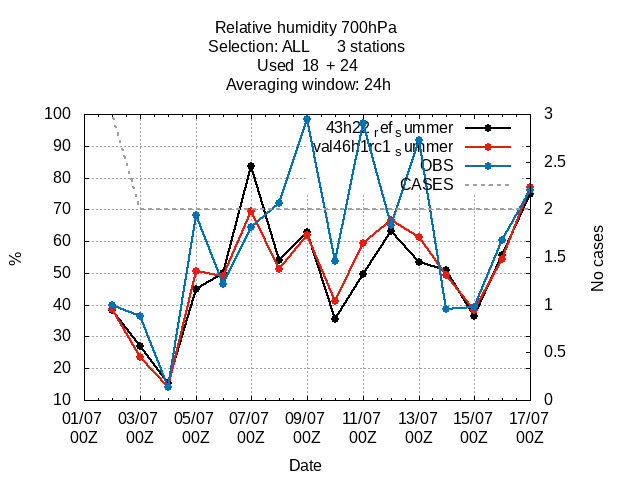 Relative humidity 700hPa
Selection: ALL 3 stations
Used 18 + 24
Averaging window: 24h
100 90 80 70 60 50 40 30 20 10
%
43h22_refsummer
val46h1rc1summer
OBS
CASES
3 2.5 2 1.5 1 0.5 0
No cases
01/07 03/07 05/07 07/07 09/07 11/07 13/07 15/07 17/07
00Z 00Z 00Z 00Z 00Z 00Z 00Z 00Z 00Z
Date